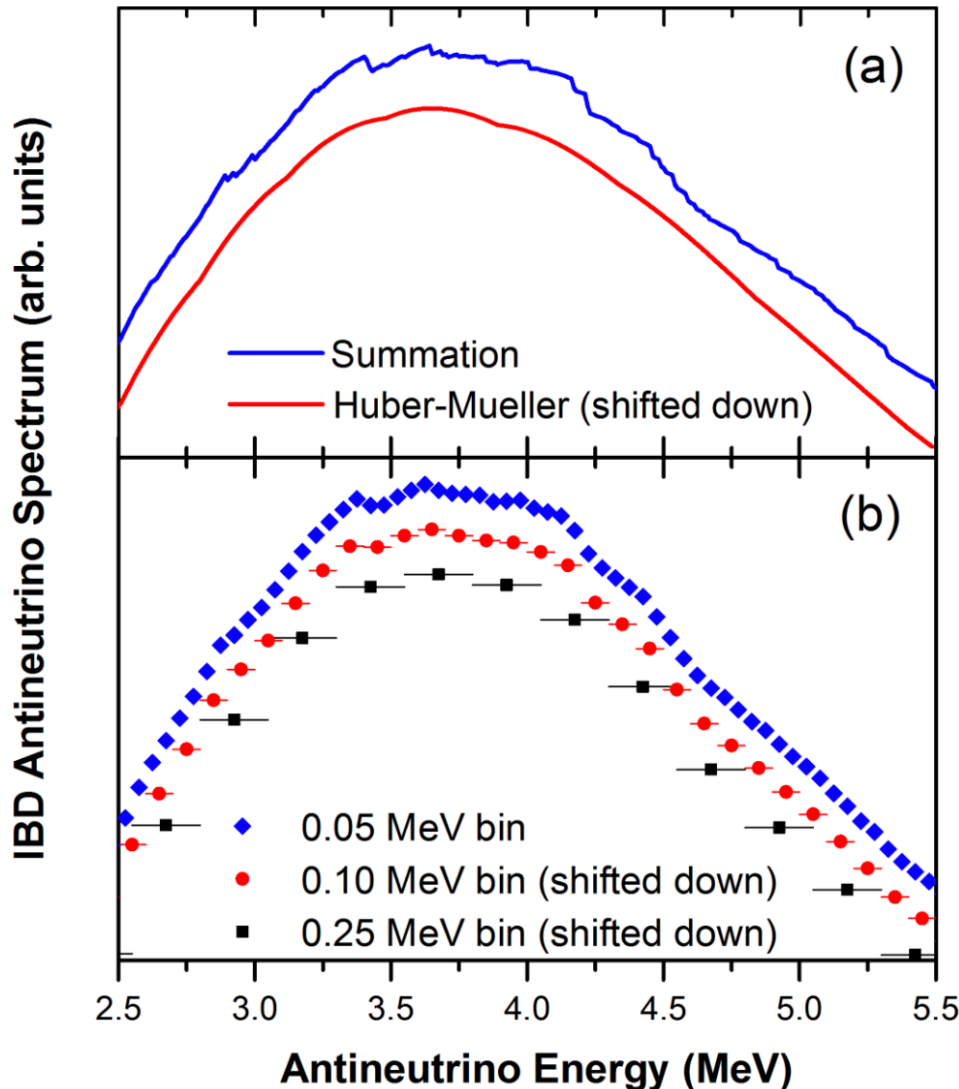 IBD Antineutrino Spectrum (arb. units)
(a)
Summation
Huber-Mueller (shifted down)
(b)
0.05 MeV bin
0.10 MeV bin (shifted down)
0.25 MeV bin (shifted down)
2.5 3.0 3.5 4.0 4.5 5.0 5.5
Antineutrino Energy (MeV)